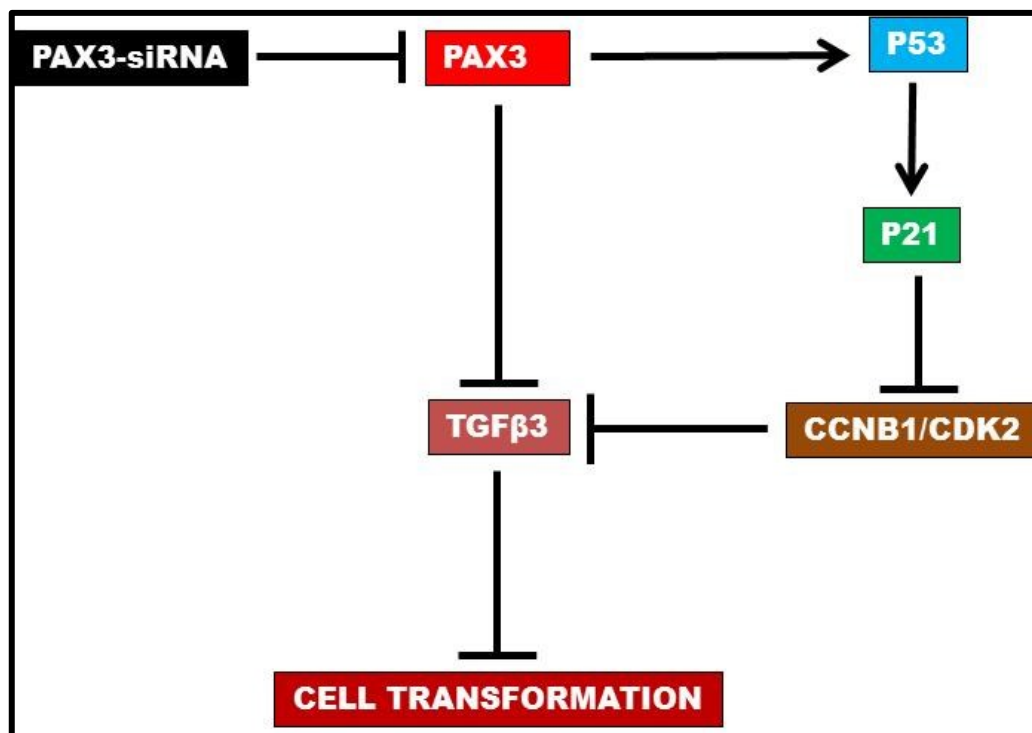 PAX3-siRNA
PAX3
P53
P21
TGFβ3
CCNB1/CDK2
CELL TRANSFORMATION